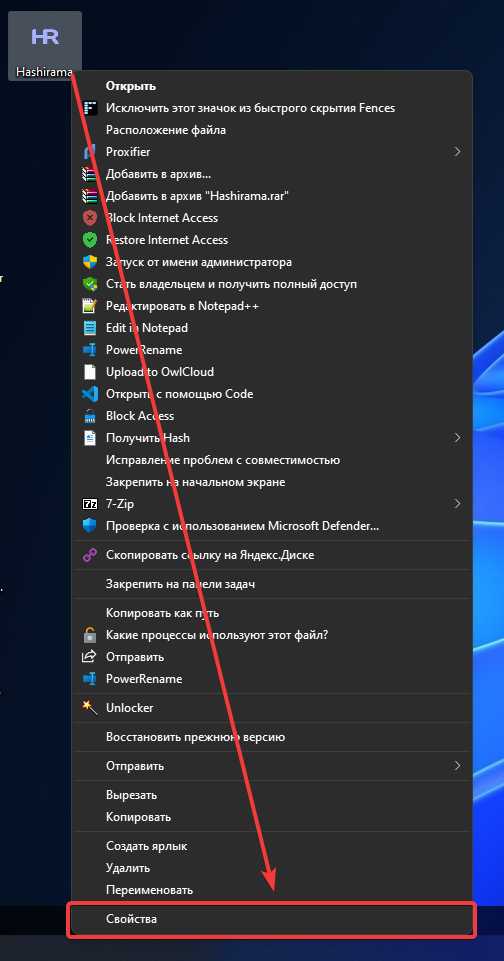 HR
Hashirama
Открыть
Исключить этот значок из быстрого скрытия Fences
Расположение файла
Proxifier
Добавить в архив...
Добавить в архив "Hashirama.rar"
Block Internet Access
Restore Internet Access
Запуск от имени администратора
Стать владельцем и получить полный доступ
Редактировать в Notepad++
Edit in Notepad
PowerRename
Upload to OwlCloud
Открыть с помощью Code
Block Access
Получить Hash
Исправление проблем с совместимостью
Закрепить на начальном экране
7-Zip
Проверка с использованием Microsoft Defender...
Скопировать ссылку на Яндекс.Диске
Закрепить на панели задач
Копировать как путь
Какие процессы используют этот файл?
Отправить
PowerRename
Unlocker
Восстановить прежнюю версию
Отправить
Вырезать
Копировать
Создать ярлык
Удалить
Переименовать
Свойства